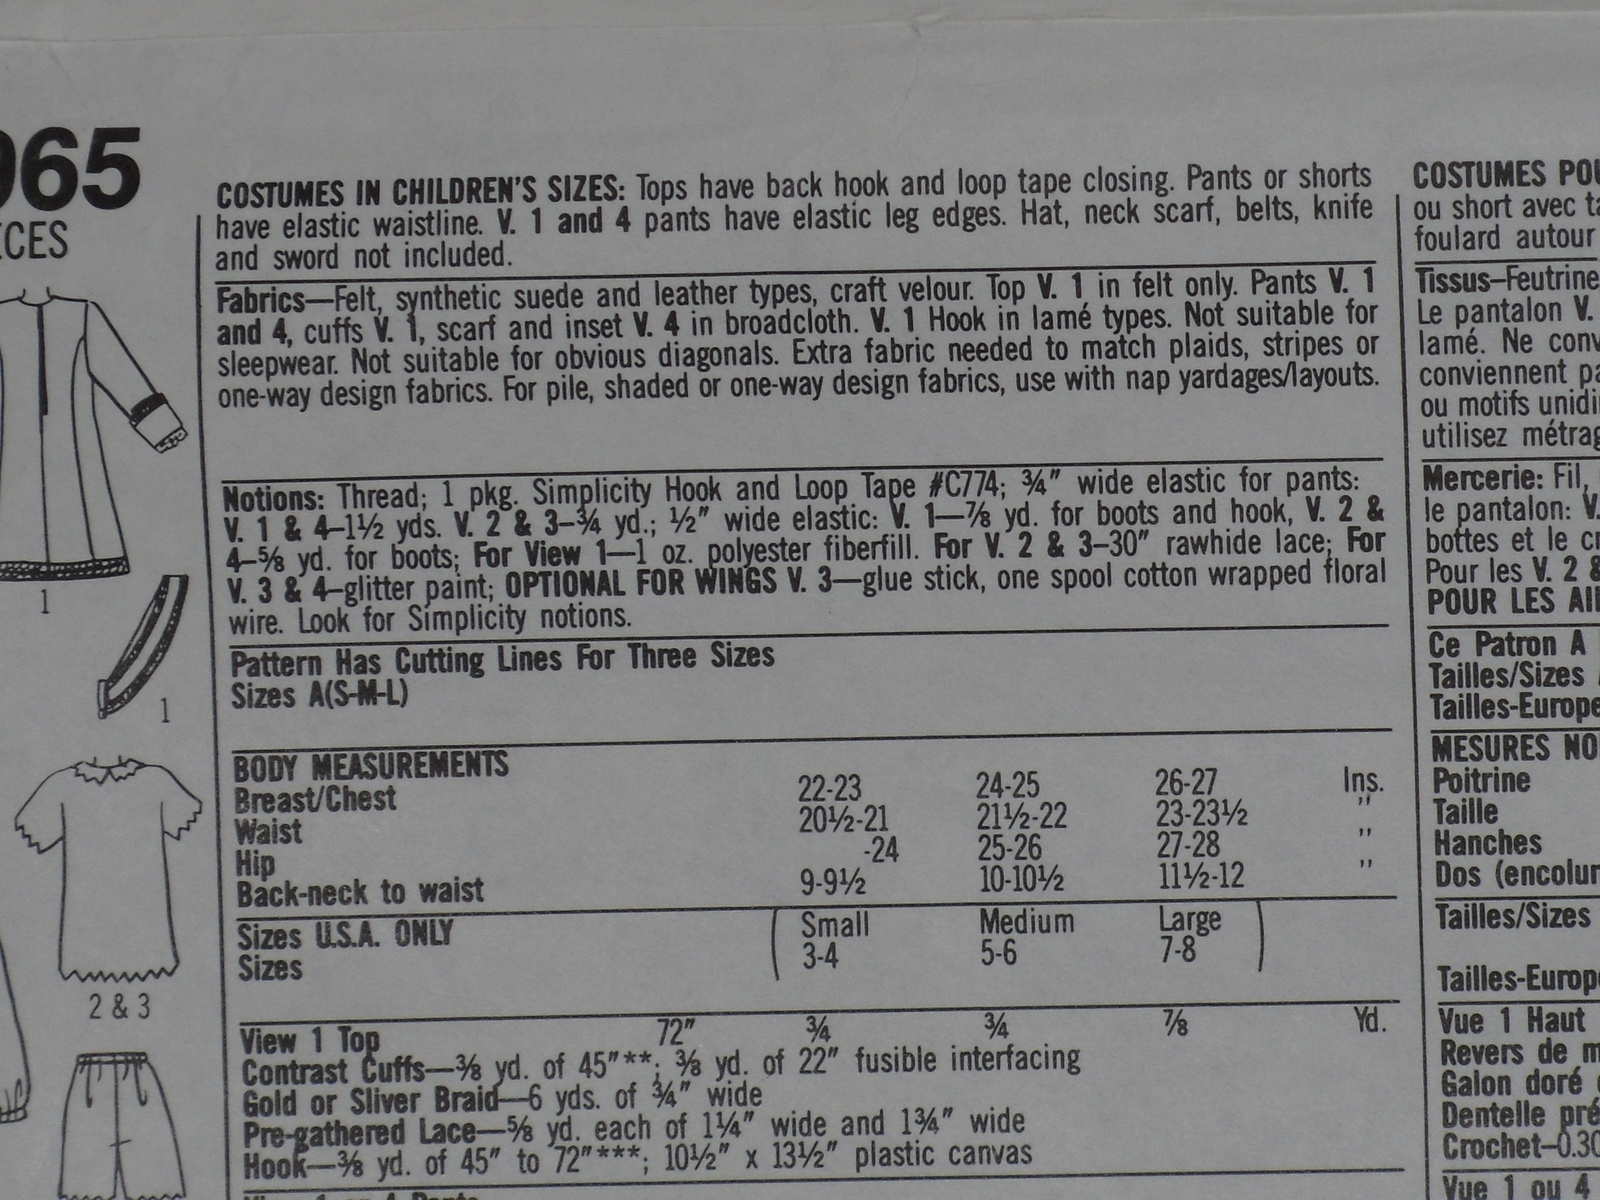 965
COSTUMES IN CHILDREN'S SIZES: Tops have back hook and loop tape closing. Pants or shorts
have elastic waistline. V. 1 and 4 pants have elastic leg edges. Hat, neck scarf, belts, knife
and sword not included.
Fabrics—Felt, synthetic suede and leather types, craft velour. Top V. 1 in felt only. Pants V. 1
and 4, cuffs V. 1, scarf and inset V. 4 in broadcloth. V. 1 Hook in lamé types. Not suitable for
sleepwear. Not suitable for obvious diagonals. Extra fabric needed to match plaids, stripes or
one-way design fabrics. For pile, shaded or one-way design fabrics, use with nap yardages/layouts.
Notions: Thread; 1 pkg. Simplicity Hook and Loop Tape #C774; ¾″ wide elastic for pants:
V. 1 & 4–1½ yds. V. 2 & 3–¾ yd.; ½″ wide elastic: V. 1—⅞ yd. for boots and hook, V. 2 &
4–⅝ yd. for boots; For View 1—1 oz. polyester fiberfill. For V. 2 & 3–30″ rawhide lace; For
V. 3 & 4–glitter paint; OPTIONAL FOR WINGS V. 3—glue stick, one spool cotton wrapped floral
wire. Look for Simplicity notions.
Pattern Has Cutting Lines For Three Sizes
Sizes A(S-M-L)
BODY MEASUREMENTS
Breast/Chest 22-23 24-25 26-27 Ins.
Waist 20½-21 21½-22 23-23½ ″
Hip -24 25-26 27-28 ″
Back-neck to waist 9-9½ 10-10½ 11½-12 ″
Sizes U.S.A. ONLY (Small Medium Large)
Sizes 3-4 5-6 7-8
View 1 Top 72″ ¾ ¾ ⅞ Yd.
Contrast Cuffs—⅜ yd. of 45″**; ⅜ yd. of 22″ fusible interfacing
Gold or Sliver Braid—6 yds. of ¾″ wide
Pre-gathered Lace—⅝ yd. each of 1¼″ wide and 1¾″ wide
Hook—⅜ yd. of 45″ to 72″***; 10½″ x 13½″ plastic canvas
1
1
2 & 3
COSTUMES
ou short avec
foulard autour
Tissus–Feutrine
Le pantalon V.
lamé. Ne
conviennent
ou motifs
utilisez
Mercerie: Fil,
le pantalon: V.
bottes et le
Pour les V. 2
POUR LES
Ce Patron A
Tailles/Sizes
MESURES
Poitrine
Taille
Hanches
Dos
Tailles/Sizes
Vue 1 Haut
Revers de
Galon doré
Dentelle
Crochet–0.30
Vue 1 ou 4